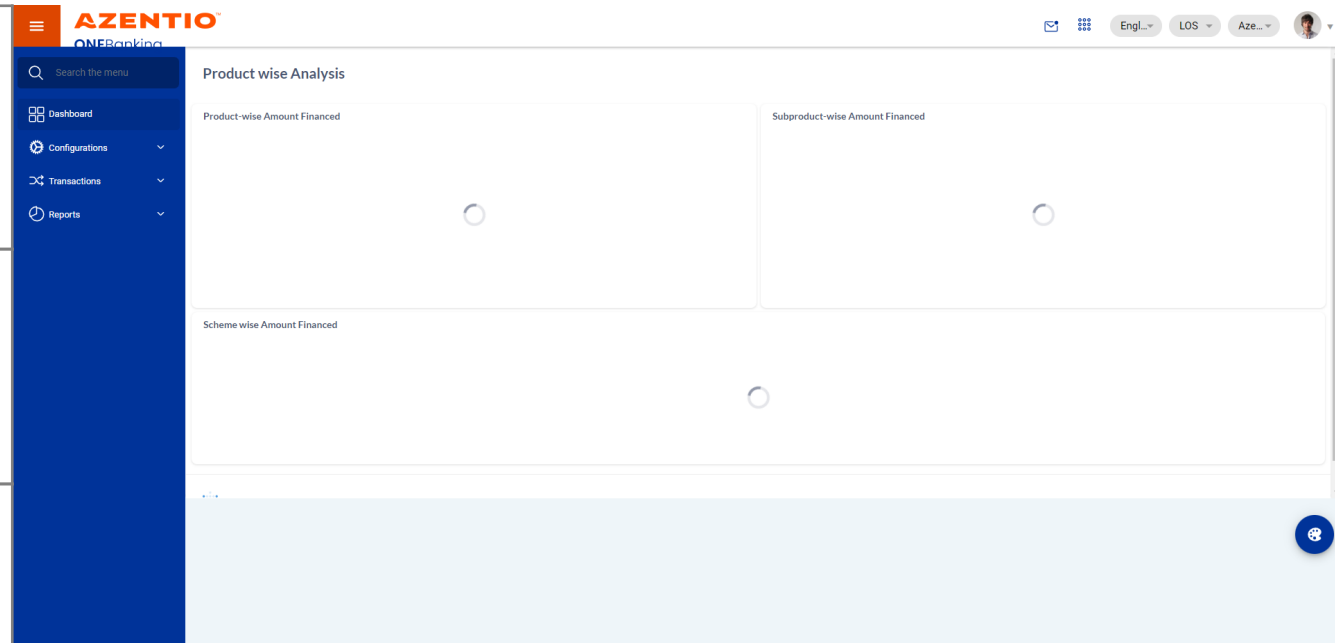 AZENTIO™
ONEBanking
Engl...
LOS
Aze...
Search the menu
Dashboard
Configurations
Transactions
Reports
Product wise Analysis
Product-wise Amount Financed
Subproduct-wise Amount Financed
Scheme wise Amount Financed